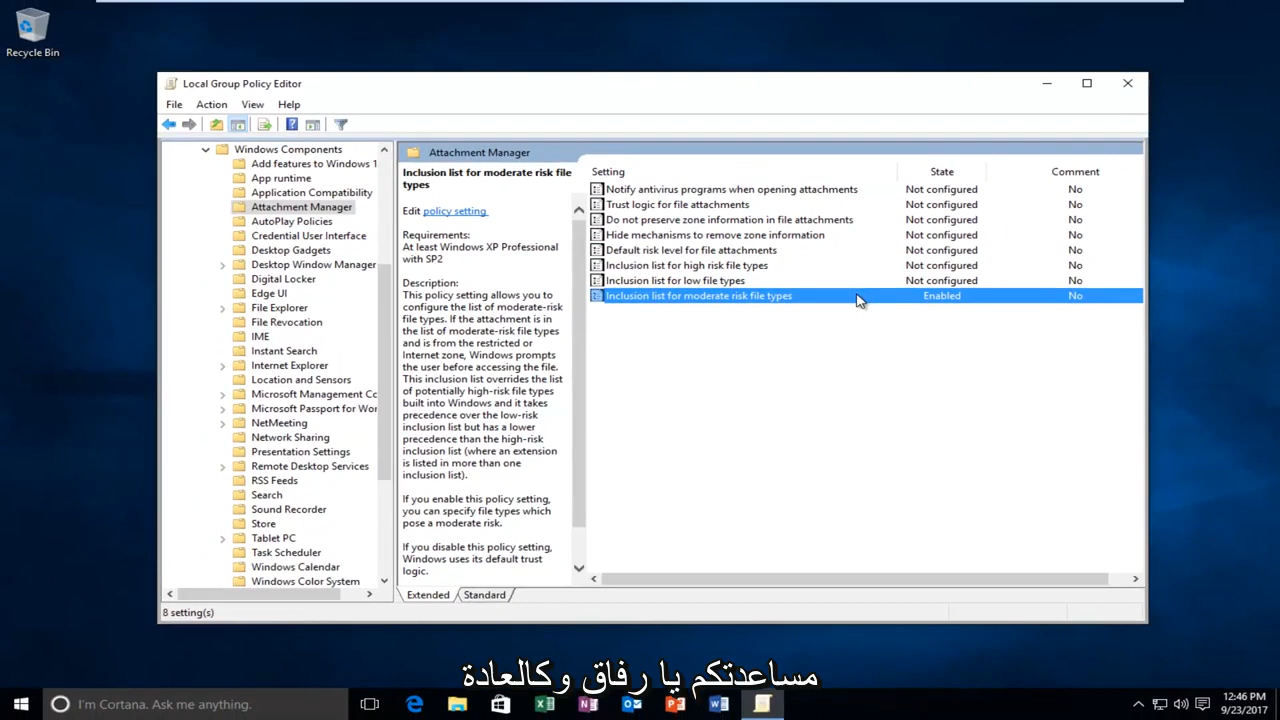 Recycle Bin
Local Group Policy Editor
File Action View Help
Windows Components
Add features to Windows 1
App runtime
Application Compatibility
Attachment Manager
AutoPlay Policies
Credential User Interface
Desktop Gadgets
Desktop Window Manager
Digital Locker
Edge UI
File Explorer
File Revocation
IME
Instant Search
Internet Explorer
Location and Sensors
Microsoft Management Cc
Microsoft Passport for Wor
NetMeeting
Network Sharing
Presentation Settings
Remote Desktop Services
RSS Feeds
Search
Sound Recorder
Store
Tablet PC
Task Scheduler
Windows Calendar
Windows Color System
Attachment Manager
Inclusion list for moderate risk file
types
Edit policy setting
Requirements:
At least Windows XP Professional
with SP2
Description:
This policy setting allows you to
configure the list of moderate-risk
file types. If the attachment is in
the list of moderate-risk file types
and is from the restricted or
Internet zone, Windows prompts
the user before accessing the file.
This inclusion list overrides the list
of potentially high-risk file types
built into Windows and it takes
precedence over the low-risk
inclusion list but has a lower
precedence than the high-risk
inclusion list (where an extension
is listed in more than one
inclusion list).
If you enable this policy setting,
you can specify file types which
pose a moderate risk.
If you disable this policy setting,
Windows uses its default trust
logic.
Setting State Comment
Notify antivirus programs when opening attachments Not configured No
Trust logic for file attachments Not configured No
Do not preserve zone information in file attachments Not configured No
Hide mechanisms to remove zone information Not configured No
Default risk level for file attachments Not configured No
Inclusion list for high risk file types Not configured No
Inclusion list for low file types Not configured No
Inclusion list for moderate risk file types Enabled No
Extended Standard
8 setting(s)
مساعدتكم يا رفاق وكالعادة
I'm Cortana. Ask me anything.
12:46 PM
9/23/2017